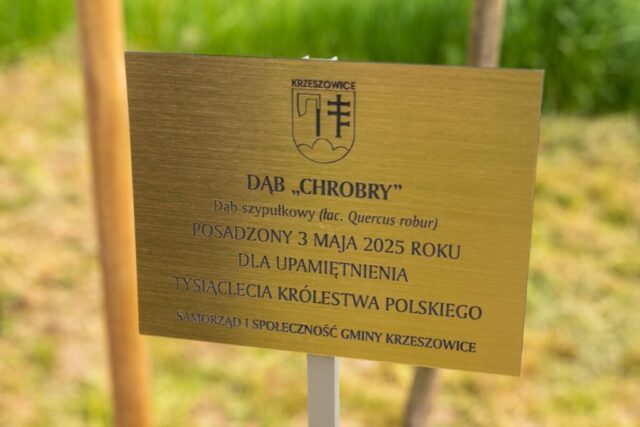 KRZESZOWICE
DĄB „CHROBRY”
Dąb szypułkowy (łac. Quercus robur)
POSADZONY 3 MAJA 2025 ROKU
DLA UPAMIĘTNIENIA
TYSIĄCLECIA KRÓLESTWA POLSKIEGO
SAMORZĄD I SPOŁECZNOŚĆ GMINY KRZESZOWICE